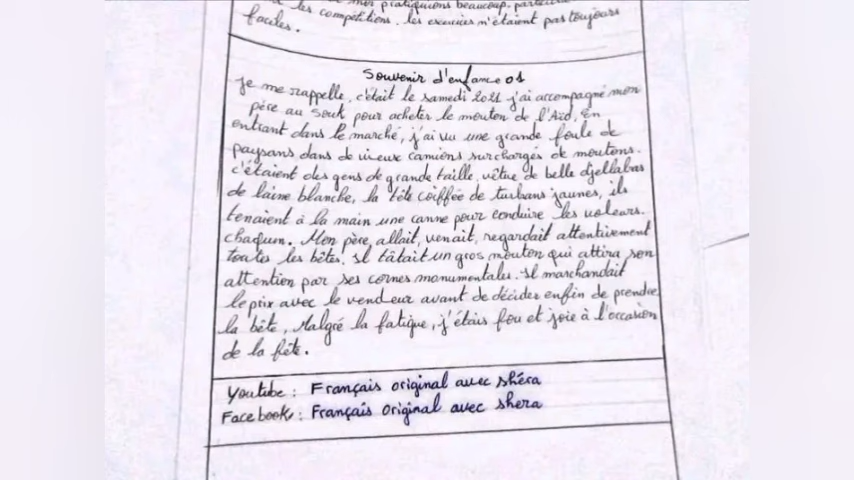 pratiquions beaucoup,
les compétitions. les exercices n'étaient pas toujours
faciles.
Souvenir d'enfance 01
Je me rappelle, c'était le samedi 2021 j'ai accompagné mon
père au souk pour acheter le mouton de l'Aïd, En
entrant dans le marché, j'ai vu une grande foule de
paysans dans de vieux camions surchargés de moutons.
c'étaient des gens de grande taille, vêtue de belle djellabas
de laine blanche, la tête coiffée de turbans jaunes, ils
tenaient à la main une canne pour conduire les voleurs.
chaqun. Mon père, allait, venait, regardait attentivement
toutes les bêtes. Il tâtait un gros mouton qui attira son
attention par ses cornes monumentales. Il marchandait
le prix avec le vendeur avant de décider enfin de prendre
la bête, Malgré la fatigue, j'étais fou et joie à l'occasion
de la fête.
Youtube : Français original avec shéra
Facebook : Français original avec shera